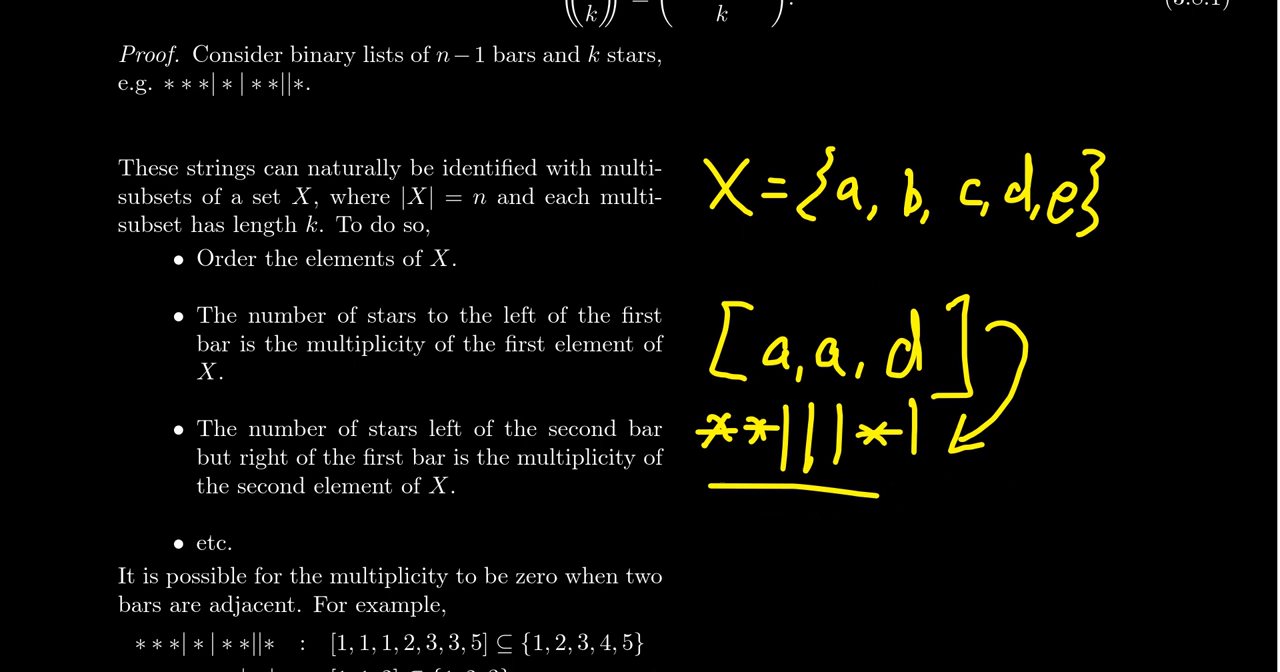 ((k)) = ( k ). (3.8.1)
Proof. Consider binary lists of n − 1 bars and k stars,
e.g. ∗ ∗ ∗| ∗ | ∗ ∗||∗.
These strings can naturally be identified with multi-
subsets of a set X, where |X| = n and each multi-
subset has length k. To do so,
• Order the elements of X.
• The number of stars to the left of the first
bar is the multiplicity of the first element of
X.
• The number of stars left of the second bar
but right of the first bar is the multiplicity of
the second element of X.
• etc.
It is possible for the multiplicity to be zero when two
bars are adjacent. For example,
∗ ∗ ∗| ∗ | ∗ ∗||∗ : [1, 1, 1, 2, 3, 3, 5] ⊆ {1, 2, 3, 4, 5}
X = {a, b, c, d, e}
[a, a, d]
**|||*|